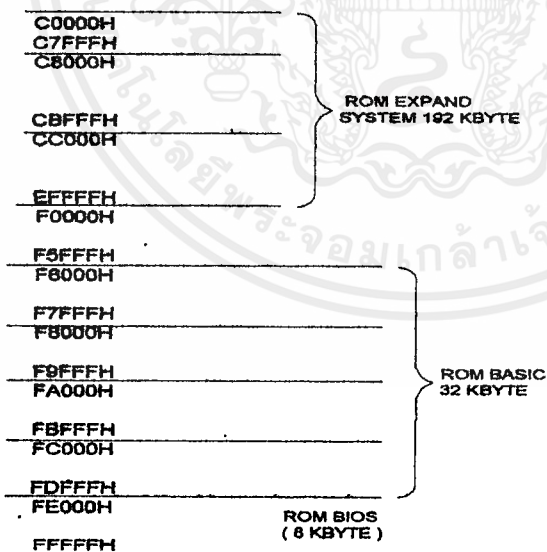 C0000H
C7FFFH
C8000H
ROM EXPAND
SYSTEM 192 KBYTE
CBFFFH
CC000H
EFFFFH
F0000H
F5FFFH
F6000H
F7FFFH
F8000H
F9FFFH
FA000H
ROM BASIC
32 KBYTE
FBFFFH
FC000H
FDFFFH
FE000H
ROM BIOS
( 8 KBYTE )
FFFFFH